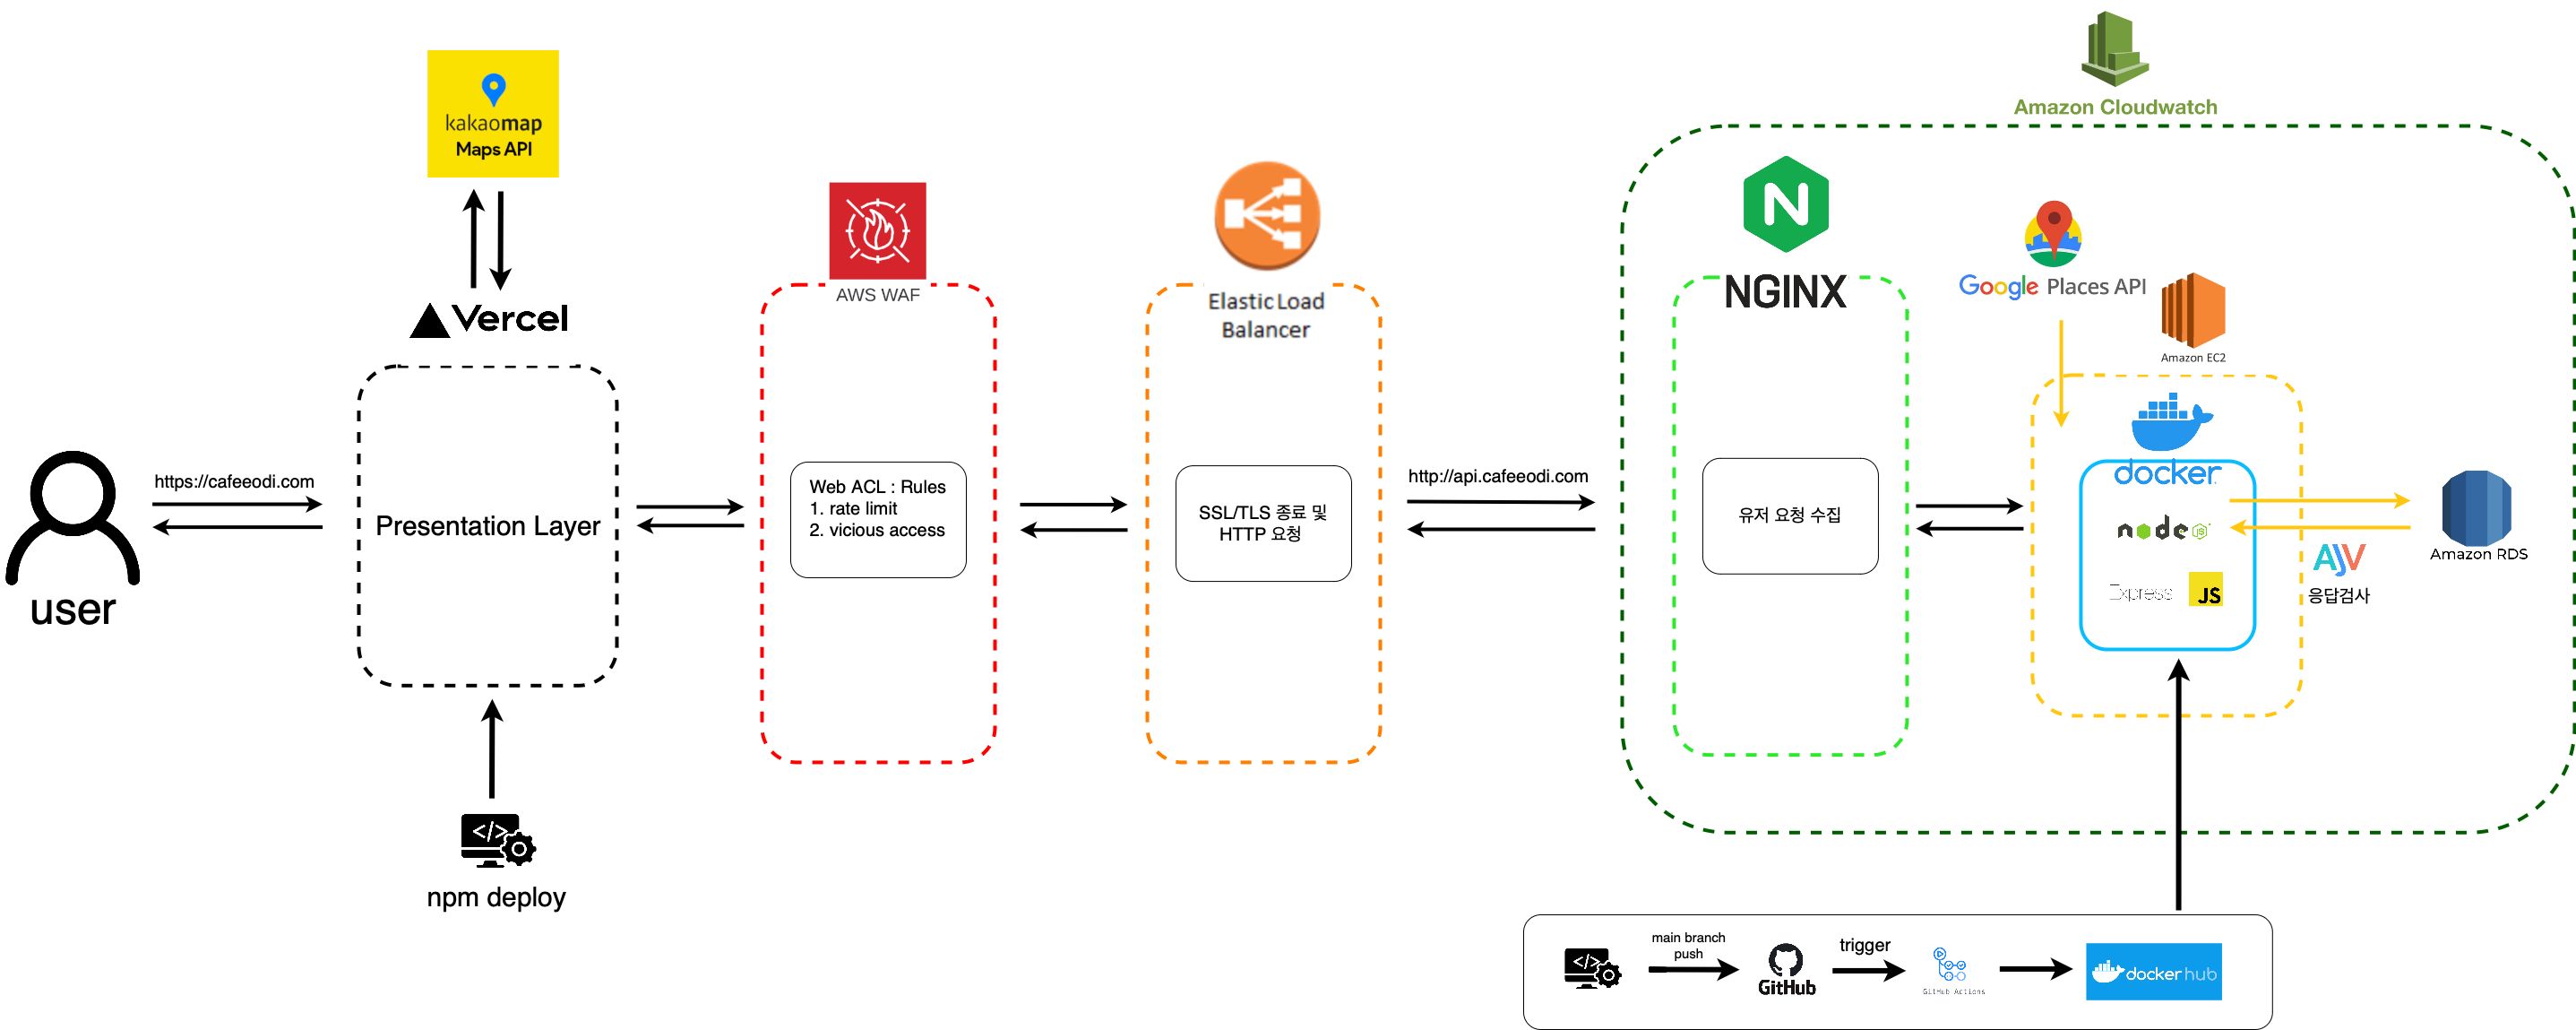 kakaomap
Maps API
Vercel
https://cafeeodi.com
user
Presentation Layer
npm deploy
AWS WAF
Web ACL : Rules
1. rate limit
2. vicious access
Elastic Load
Balancer
SSL/TLS 종료 및
HTTP 요청
http://api.cafeeodi.com
Amazon Cloudwatch
NGINX
유저 요청 수집
Google Places API
Amazon EC2
docker
node
JS
Express
JS
AJV
응답검사
Amazon RDS
main branch
push
GitHub
trigger
GitHub Actions
docker hub